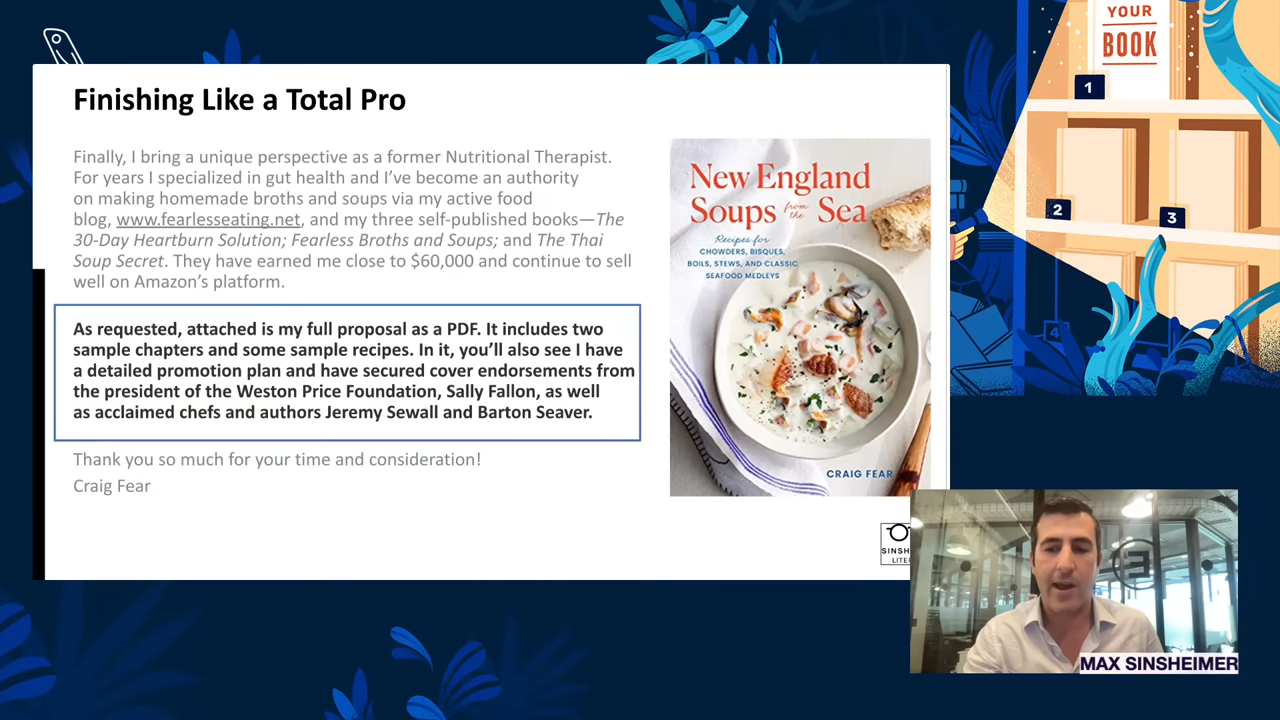 YOUR
BOOK
1
2
3
4
Finishing Like a Total Pro
Finally, I bring a unique perspective as a former Nutritional Therapist.
For years I specialized in gut health and I've become an authority
on making homemade broths and soups via my active food
blog, www.fearlesseating.net, and my three self-published books—The
30-Day Heartburn Solution, Fearless Broths and Soups; and The Thai
Soup Secret. They have earned me close to $60,000 and continue to sell
well on Amazon's platform.
As requested, attached is my full proposal as a PDF. It includes two
sample chapters and some sample recipes. In it, you'll also see I have
a detailed promotion plan and have secured cover endorsements from
the president of the Weston Price Foundation, Sally Fallon, as well
as acclaimed chefs and authors Jeremy Sewall and Barton Seaver.
Thank you so much for your time and consideration!
Craig Fear
New England
Soups from the Sea
Recipes for
CHOWDERS, BISQUES,
BOILS, STEWS, AND CLASSIC
SEAFOOD MEDLEYS
CRAIG FEAR
MAX SINSHEIMER